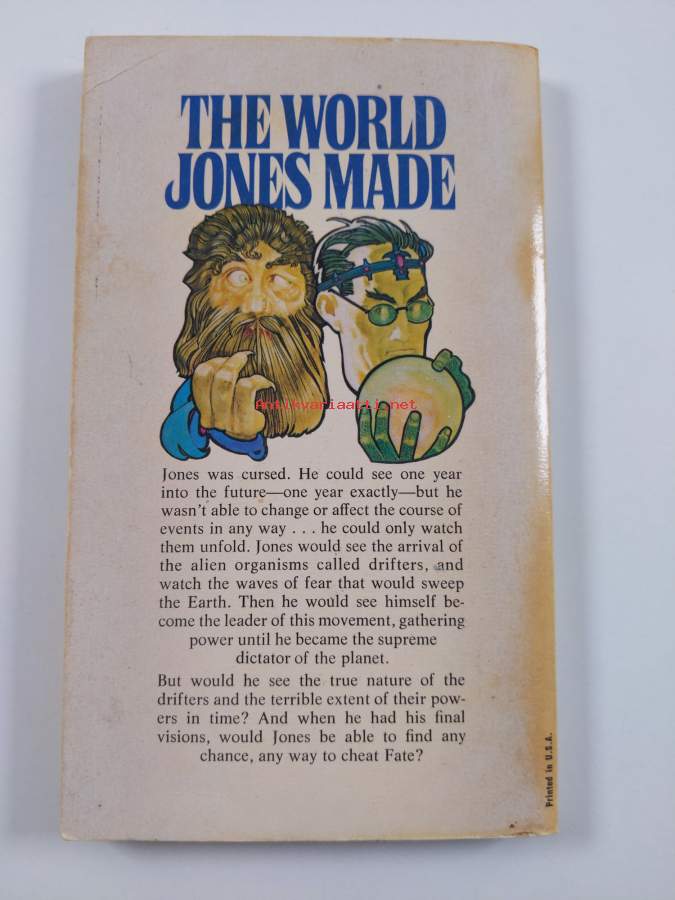 THE WORLD
JONES MADE
Antikvariaatti.net
Jones was cursed. He could see one year
into the future—one year exactly—but he
wasn't able to change or affect the course of
events in any way . . . he could only watch
them unfold. Jones would see the arrival of
the alien organisms called drifters, and
watch the waves of fear that would sweep
the Earth. Then he would see himself be-
come the leader of this movement, gathering
power until he became the supreme
dictator of the planet.
But would he see the true nature of the
drifters and the terrible extent of their pow-
ers in time? And when he had his final
visions, would Jones be able to find any
chance, any way to cheat Fate?
Printed in U.S.A.